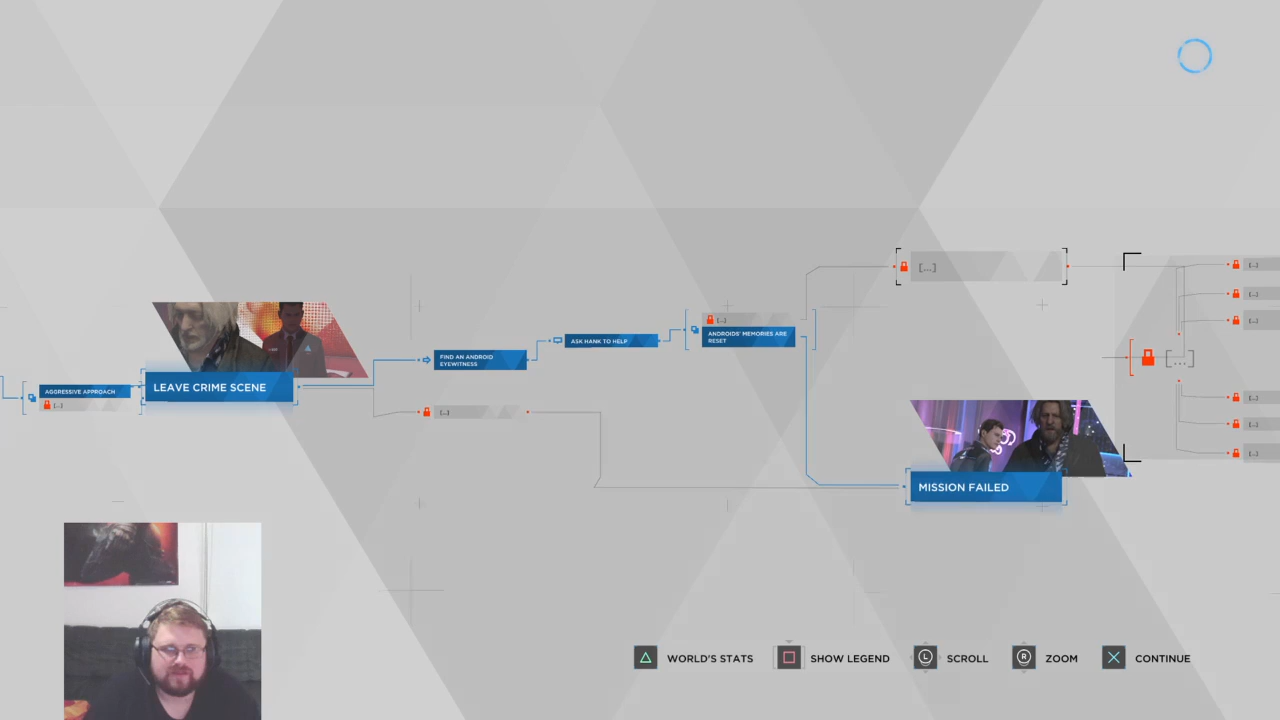 [...]
[...]
[...]
[...]
[...]
ANDROIDS' MEMORIES ARE
RESET
ASK HANK TO HELP
FIND AN ANDROID
EYEWITNESS
[...]
LEAVE CRIME SCENE
AGGRESSIVE APPROACH
[...]
[...]
[...]
[...]
[...]
MISSION FAILED
WORLD'S STATS
SHOW LEGEND
L
SCROLL
R
ZOOM
CONTINUE